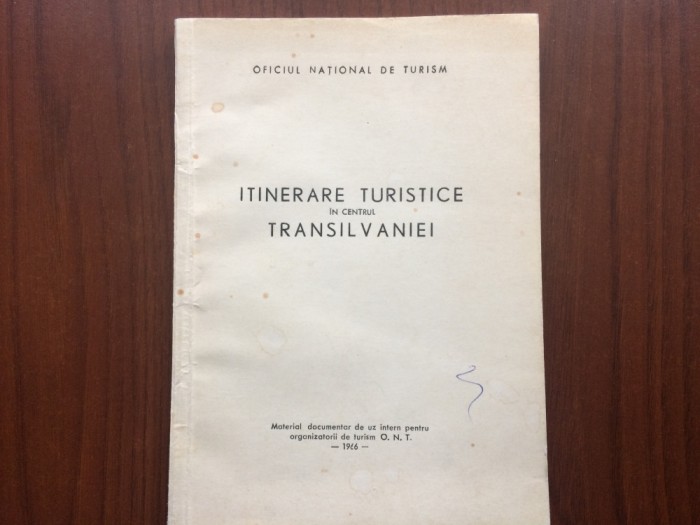 OFICIUL NAȚIONAL DE TURISM
ITINERARE TURISTICE
ÎN CENTRUL
TRANSILVANIEI
Material documentar de uz intern pentru
organizatorii de turism O. N. T.
— 1966 —